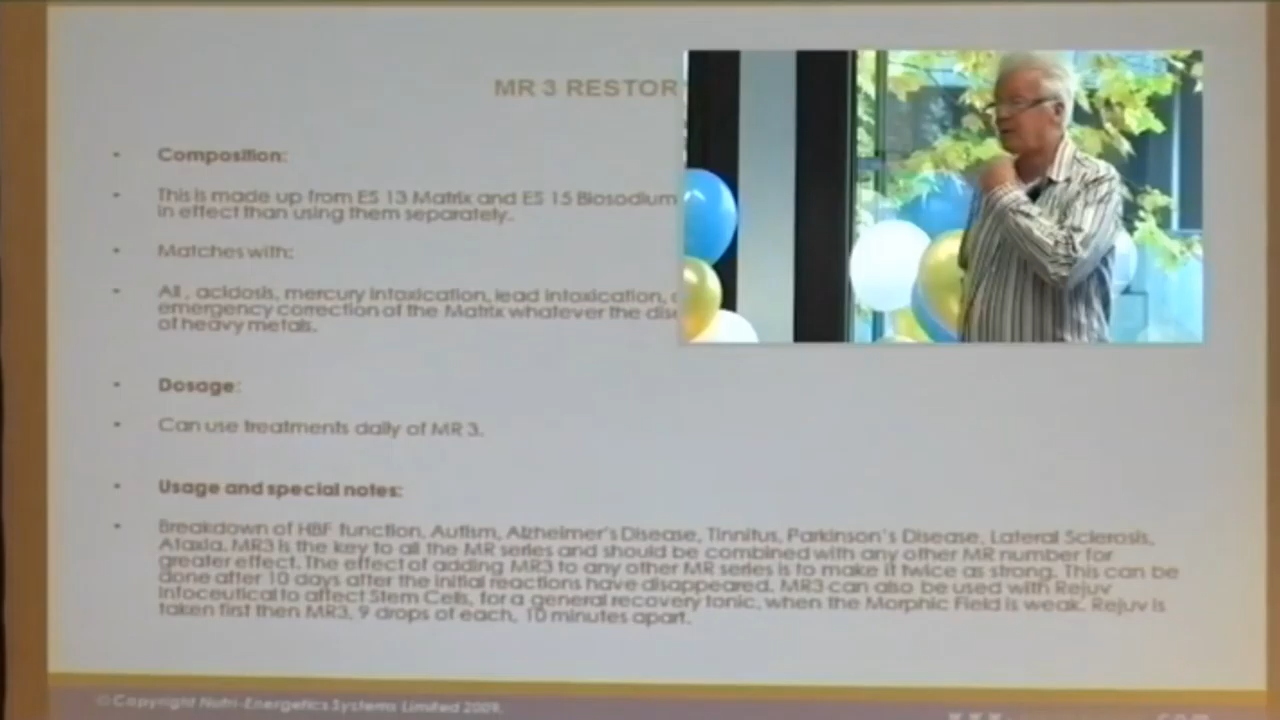 MR 3 RESTOR
• Composition:
• This is made up from ES 13 Matrix and ES 15 Biosodium
in effect than using them separately.
• Matches with:
• All , acidosis, mercury intoxication, lead intoxication,
emergency correction of the Matrix whatever the
of heavy metals.
• Dosage:
• Can use treatments daily of MR 3.
• Usage and special notes:
• Breakdown of HBF function, Autism, Alzheimer's Disease, Tinnitus, Parkinson's Disease, Lateral Sclerosis,
Ataxia. MR3 is the key to all the MR series and should be combined with any other MR number for
greater effect. The effect of adding MR3 to any other MR series is to make it twice as strong. This can be
done after 10 days after the initial reactions have disappeared. MR3 can also be used with Rejuv
Infoceutical to affect Stem Cells, for a general recovery tonic, when the Morphic Field is weak. Rejuv is
taken first then MR3, 9 drops of each, 10 minutes apart.
© Copyright Nutri-Energetics Systems Limited 2009.